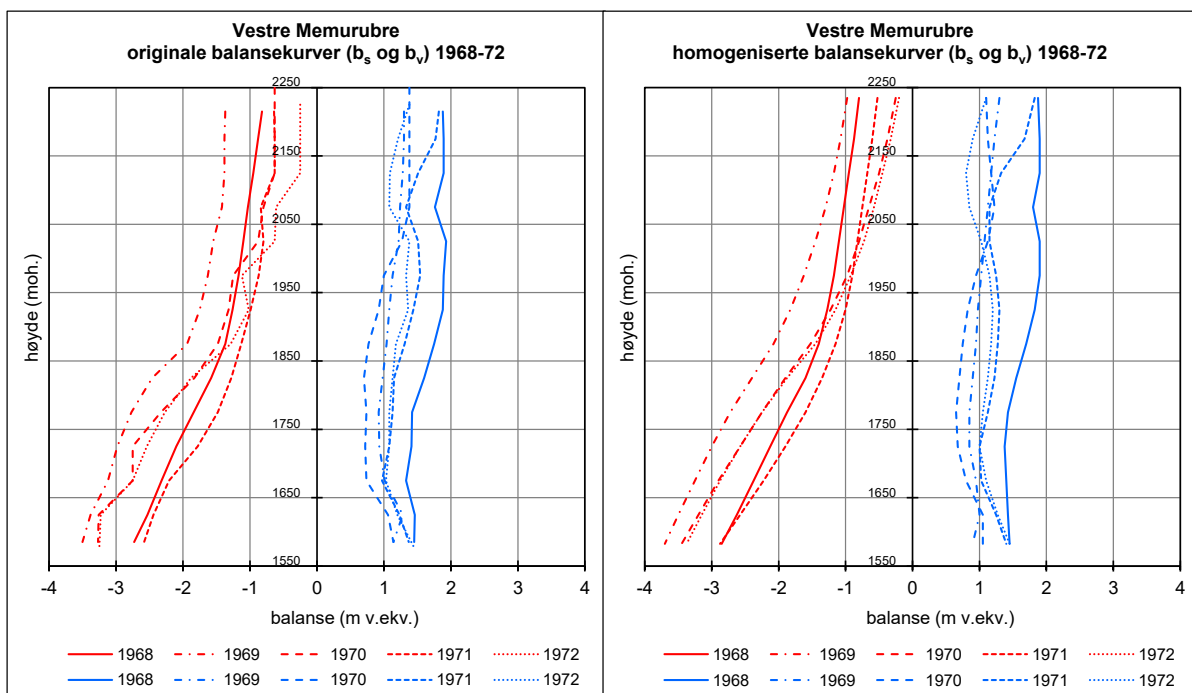 Vestre Memurubre
originale balansekurver (bs og bv) 1968-72
2250
2150
2050
1950
1850
1750
1650
1550
høyde (moh.)
-4 -3 -2 -1 0 1 2 3 4
balanse (m v.ekv.)
1968 1969 1970 1971 1972
1968 1969 1970 1971 1972
Vestre Memurubre
homogeniserte balansekurver (bs og bv) 1968-72
2250
2150
2050
1950
1850
1750
1650
1550
høyde (moh.)
-4 -3 -2 -1 0 1 2 3 4
balanse (m v.ekv.)
1968 1969 1970 1971 1972
1968 1969 1970 1971 1972